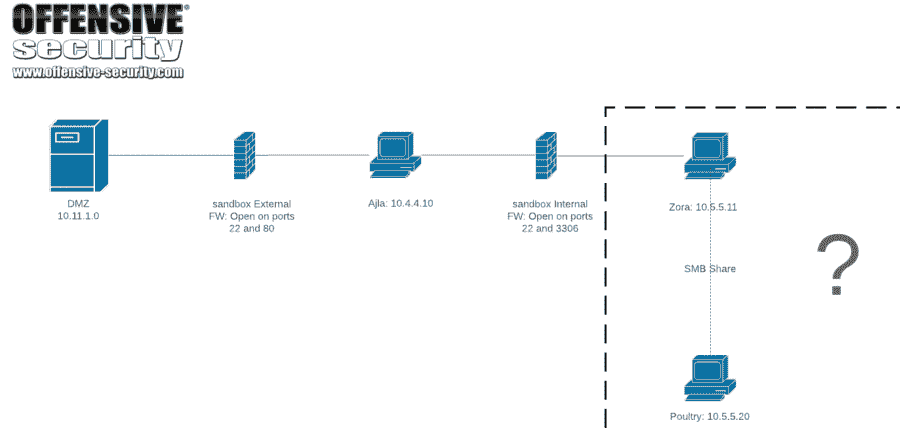 OFFENSIVE®
security
www.offensive-security.com
DMZ
10.11.1.0
sandbox External
FW: Open on ports
22 and 80
Ajla: 10.4.4.10
sandbox Internal
FW: Open on ports
22 and 3306
Zora: 10.5.5.11
SMB Share
?
Poultry: 10.5.5.20